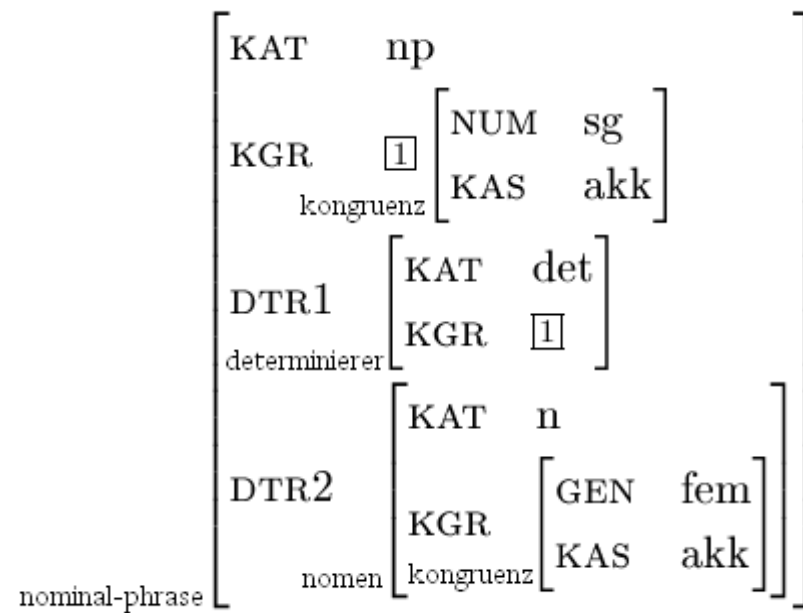 KAT np
NUM sg
KGR 1
KAS akk
kongruenz
KAT det
DTR1
KGR 1
determinierer
KAT n
GEN fem
DTR2
KGR
KAS akk
nomen kongruenz
nominal-phrase